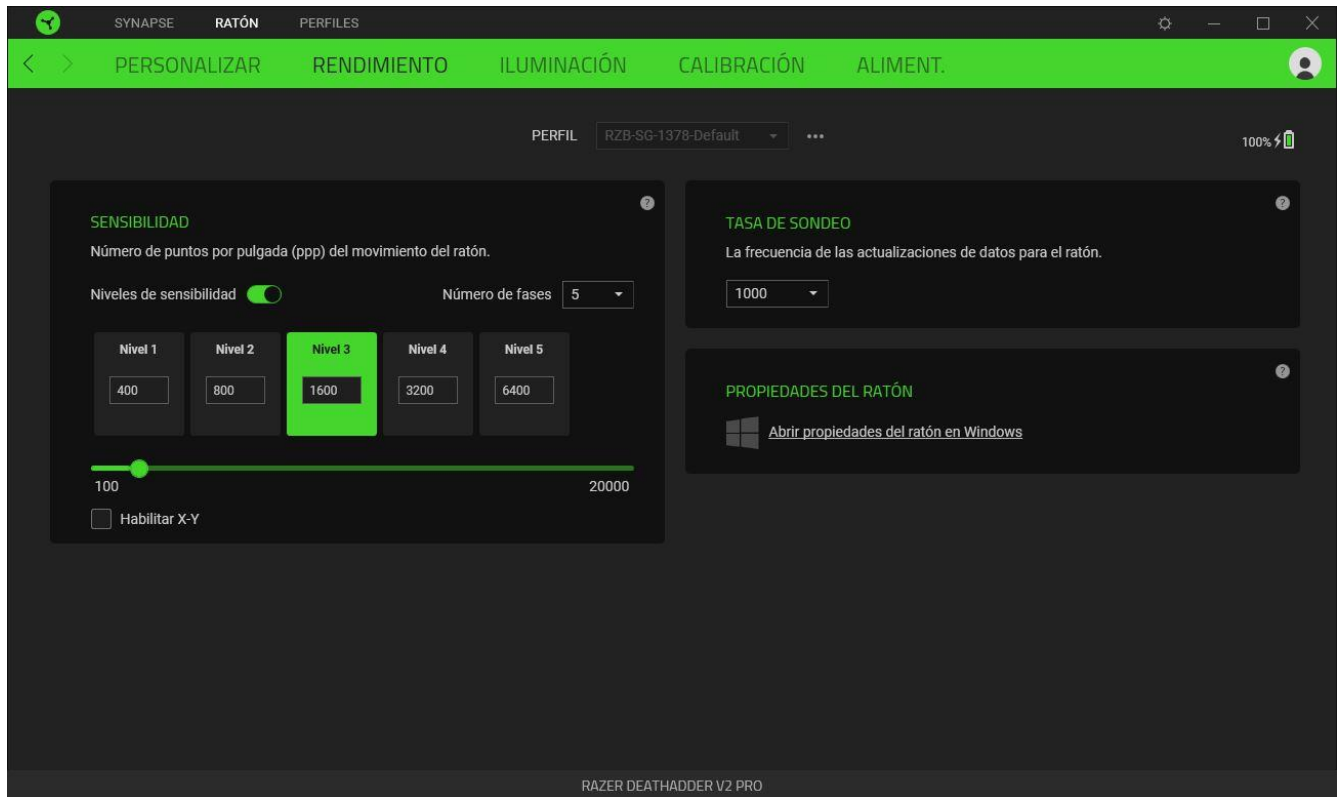 SYNAPSE RATÓN PERFILES
PERSONALIZAR RENDIMIENTO ILUMINACIÓN CALIBRACIÓN ALIMENT.
PERFIL RZB-SG-1378-Default
100%
SENSIBILIDAD
Número de puntos por pulgada (ppp) del movimiento del ratón.
Niveles de sensibilidad Número de fases 5
Nivel 1 Nivel 2 Nivel 3 Nivel 4 Nivel 5
400 800 1600 3200 6400
100 20000
Habilitar X-Y
TASA DE SONDEO
La frecuencia de las actualizaciones de datos para el ratón.
1000
PROPIEDADES DEL RATÓN
Abrir propiedades del ratón en Windows
RAZER DEATHADDER V2 PRO